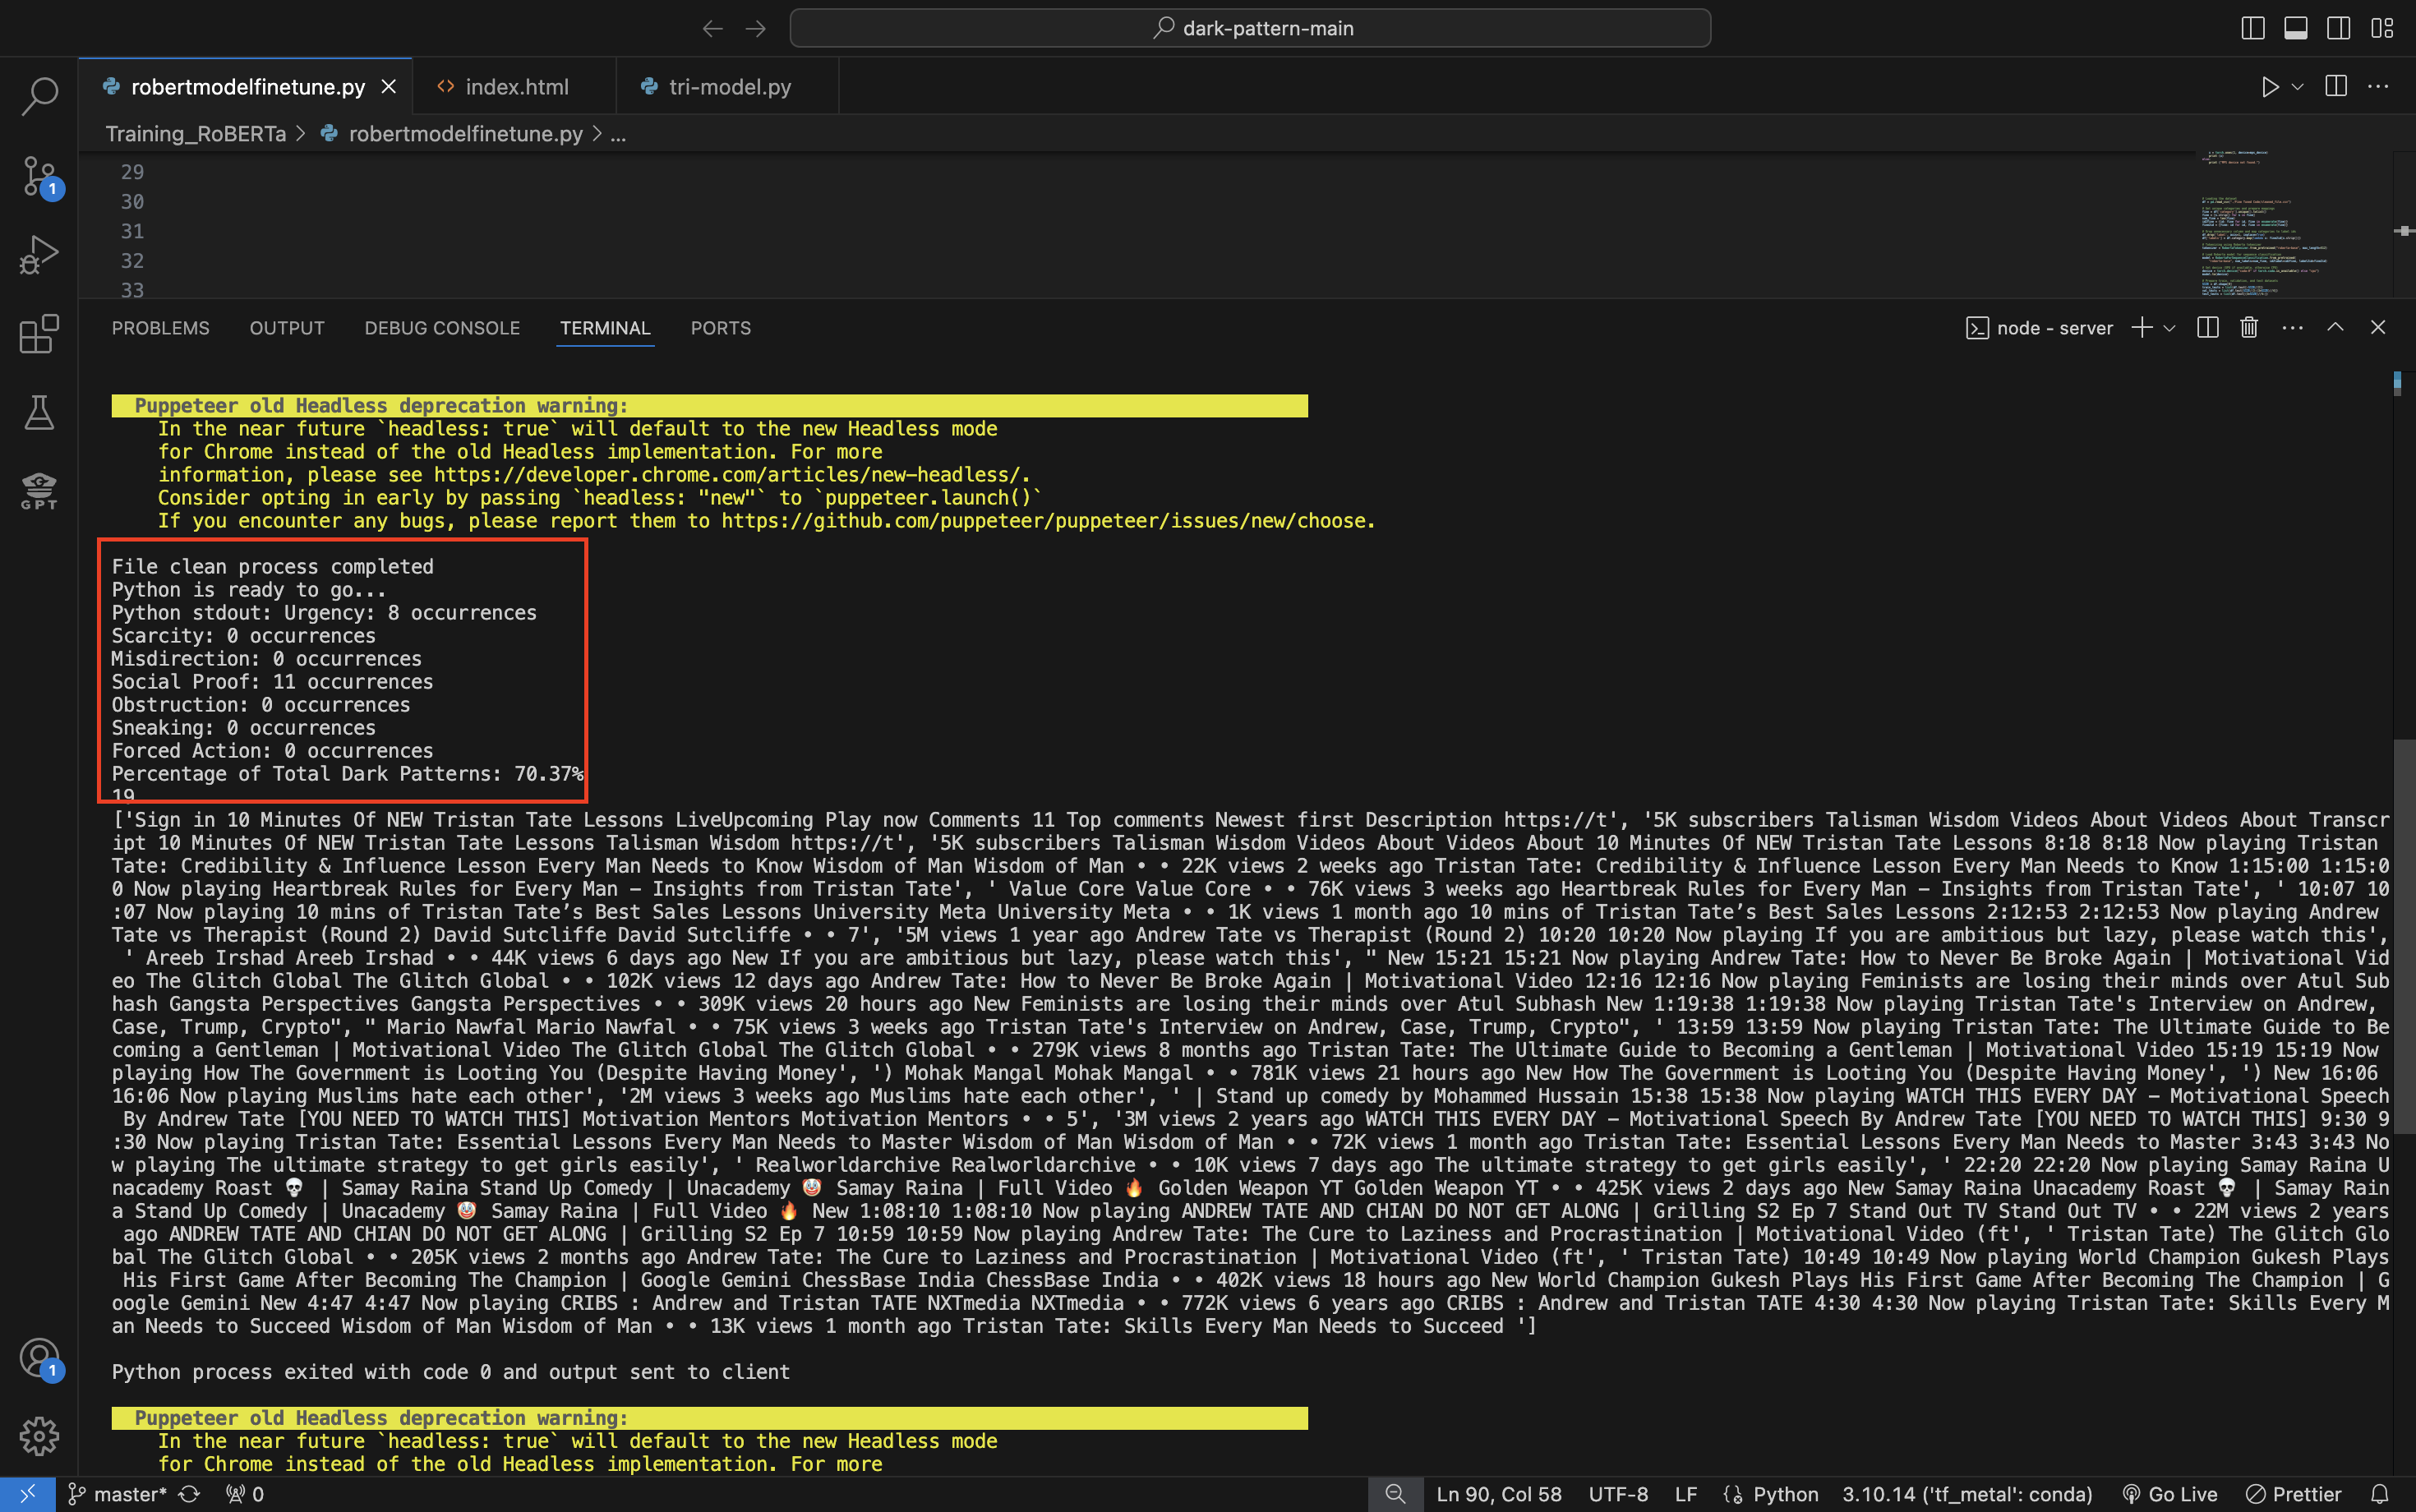 dark-pattern-main
robertmodelfinetune.py
index.html
tri-model.py
Training_RoBERTa > robertmodelfinetune.py > ...
29
30
31
32
33
1
GPT
PROBLEMS OUTPUT DEBUG CONSOLE TERMINAL PORTS
node - server
Puppeteer old Headless deprecation warning:
In the near future `headless: true` will default to the new Headless mode
for Chrome instead of the old Headless implementation. For more
information, please see https://developer.chrome.com/articles/new-headless/.
Consider opting in early by passing `headless: "new"` to `puppeteer.launch()`
If you encounter any bugs, please report them to https://github.com/puppeteer/puppeteer/issues/new/choose.
File clean process completed
Python is ready to go...
Python stdout: Urgency: 8 occurrences
Scarcity: 0 occurrences
Misdirection: 0 occurrences
Social Proof: 11 occurrences
Obstruction: 0 occurrences
Sneaking: 0 occurrences
Forced Action: 0 occurrences
Percentage of Total Dark Patterns: 70.37%
19
['Sign in 10 Minutes Of NEW Tristan Tate Lessons LiveUpcoming Play now Comments 11 Top comments Newest first Description https://t', '5K subscribers Talisman Wisdom Videos About Videos About Transcr
ipt 10 Minutes Of NEW Tristan Tate Lessons Talisman Wisdom https://t', '5K subscribers Talisman Wisdom Videos About Videos About 10 Minutes Of NEW Tristan Tate Lessons 8:18 8:18 Now playing Tristan
Tate: Credibility & Influence Lesson Every Man Needs to Know Wisdom of Man Wisdom of Man • • 22K views 2 weeks ago Tristan Tate: Credibility & Influence Lesson Every Man Needs to Know 1:15:00 1:15:0
0 Now playing Heartbreak Rules for Every Man – Insights from Tristan Tate', ' Value Core Value Core • • 76K views 3 weeks ago Heartbreak Rules for Every Man – Insights from Tristan Tate', ' 10:07 10
:07 Now playing 10 mins of Tristan Tate’s Best Sales Lessons University Meta University Meta • • 1K views 1 month ago 10 mins of Tristan Tate’s Best Sales Lessons 2:12:53 2:12:53 Now playing Andrew
Tate vs Therapist (Round 2) David Sutcliffe David Sutcliffe • • 7', '5M views 1 year ago Andrew Tate vs Therapist (Round 2) 10:20 10:20 Now playing If you are ambitious but lazy, please watch this',
' Areeb Irshad Areeb Irshad • • 44K views 6 days ago New If you are ambitious but lazy, please watch this', " New 15:21 15:21 Now playing Andrew Tate: How to Never Be Broke Again | Motivational Vid
eo The Glitch Global The Glitch Global • • 102K views 12 days ago Andrew Tate: How to Never Be Broke Again | Motivational Video 12:16 12:16 Now playing Feminists are losing their minds over Atul Sub
hash Gangsta Perspectives Gangsta Perspectives • • 309K views 20 hours ago New Feminists are losing their minds over Atul Subhash New 1:19:38 1:19:38 Now playing Tristan Tate's Interview on Andrew,
Case, Trump, Crypto", " Mario Nawfal Mario Nawfal • • 75K views 3 weeks ago Tristan Tate's Interview on Andrew, Case, Trump, Crypto", ' 13:59 13:59 Now playing Tristan Tate: The Ultimate Guide to Be
coming a Gentleman | Motivational Video The Glitch Global The Glitch Global • • 279K views 8 months ago Tristan Tate: The Ultimate Guide to Becoming a Gentleman | Motivational Video 15:19 15:19 Now
playing How The Government is Looting You (Despite Having Money', ') Mohak Mangal Mohak Mangal • • 781K views 21 hours ago New How The Government is Looting You (Despite Having Money', ') New 16:06
16:06 Now playing Muslims hate each other', '2M views 3 weeks ago Muslims hate each other', ' | Stand up comedy by Mohammed Hussain 15:38 15:38 Now playing WATCH THIS EVERY DAY – Motivational Speech
By Andrew Tate [YOU NEED TO WATCH THIS] Motivation Mentors Motivation Mentors • • 5', '3M views 2 years ago WATCH THIS EVERY DAY – Motivational Speech By Andrew Tate [YOU NEED TO WATCH THIS] 9:30 9
:30 Now playing Tristan Tate: Essential Lessons Every Man Needs to Master Wisdom of Man Wisdom of Man • • 72K views 1 month ago Tristan Tate: Essential Lessons Every Man Needs to Master 3:43 3:43 No
w playing The ultimate strategy to get girls easily', ' Realworldarchive Realworldarchive • • 10K views 7 days ago The ultimate strategy to get girls easily', ' 22:20 22:20 Now playing Samay Raina U
nacademy Roast 💀 | Samay Raina Stand Up Comedy | Unacademy 🤡 Samay Raina | Full Video 🔥 Golden Weapon YT Golden Weapon YT • • 425K views 2 days ago New Samay Raina Unacademy Roast 💀 | Samay Rain
a Stand Up Comedy | Unacademy 🤡 Samay Raina | Full Video 🔥 New 1:08:10 1:08:10 Now playing ANDREW TATE AND CHIAN DO NOT GET ALONG | Grilling S2 Ep 7 Stand Out TV Stand Out TV • • 22M views 2 years
ago ANDREW TATE AND CHIAN DO NOT GET ALONG | Grilling S2 Ep 7 10:59 10:59 Now playing Andrew Tate: The Cure to Laziness and Procrastination | Motivational Video (ft', ' Tristan Tate) The Glitch Glo
bal The Glitch Global • • 205K views 2 months ago Andrew Tate: The Cure to Laziness and Procrastination | Motivational Video (ft', ' Tristan Tate) 10:49 10:49 Now playing World Champion Gukesh Plays
His First Game After Becoming The Champion | Google Gemini ChessBase India ChessBase India • • 402K views 18 hours ago New World Champion Gukesh Plays His First Game After Becoming The Champion | G
oogle Gemini New 4:47 4:47 Now playing CRIBS : Andrew and Tristan TATE NXTmedia NXTmedia • • 772K views 6 years ago CRIBS : Andrew and Tristan TATE 4:30 4:30 Now playing Tristan Tate: Skills Every M
an Needs to Succeed Wisdom of Man Wisdom of Man • • 13K views 1 month ago Tristan Tate: Skills Every Man Needs to Succeed ']
Python process exited with code 0 and output sent to client
Puppeteer old Headless deprecation warning:
In the near future `headless: true` will default to the new Headless mode
for Chrome instead of the old Headless implementation. For more
1
master* 0 Ln 90, Col 58 UTF-8 LF Python 3.10.14 ('tf_metal': conda) Go Live Prettier